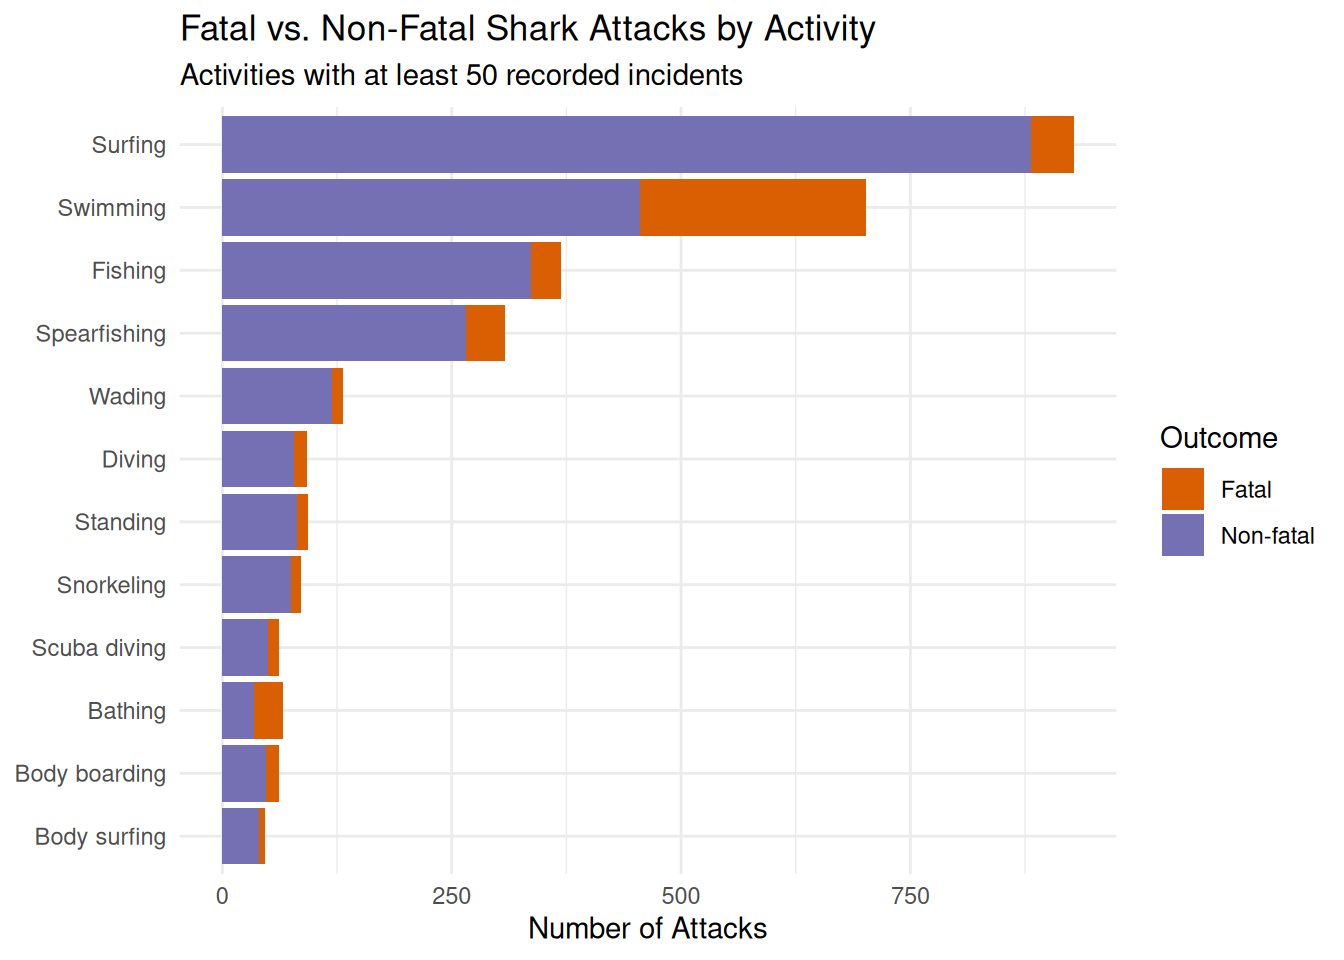 Fatal vs. Non-Fatal Shark Attacks by Activity
Activities with at least 50 recorded incidents
Surfing
Swimming
Fishing
Spearfishing
Wading
Diving
Standing
Snorkeling
Scuba diving
Bathing
Body boarding
Body surfing
0 250 500 750
Number of Attacks
Outcome
Fatal
Non-fatal